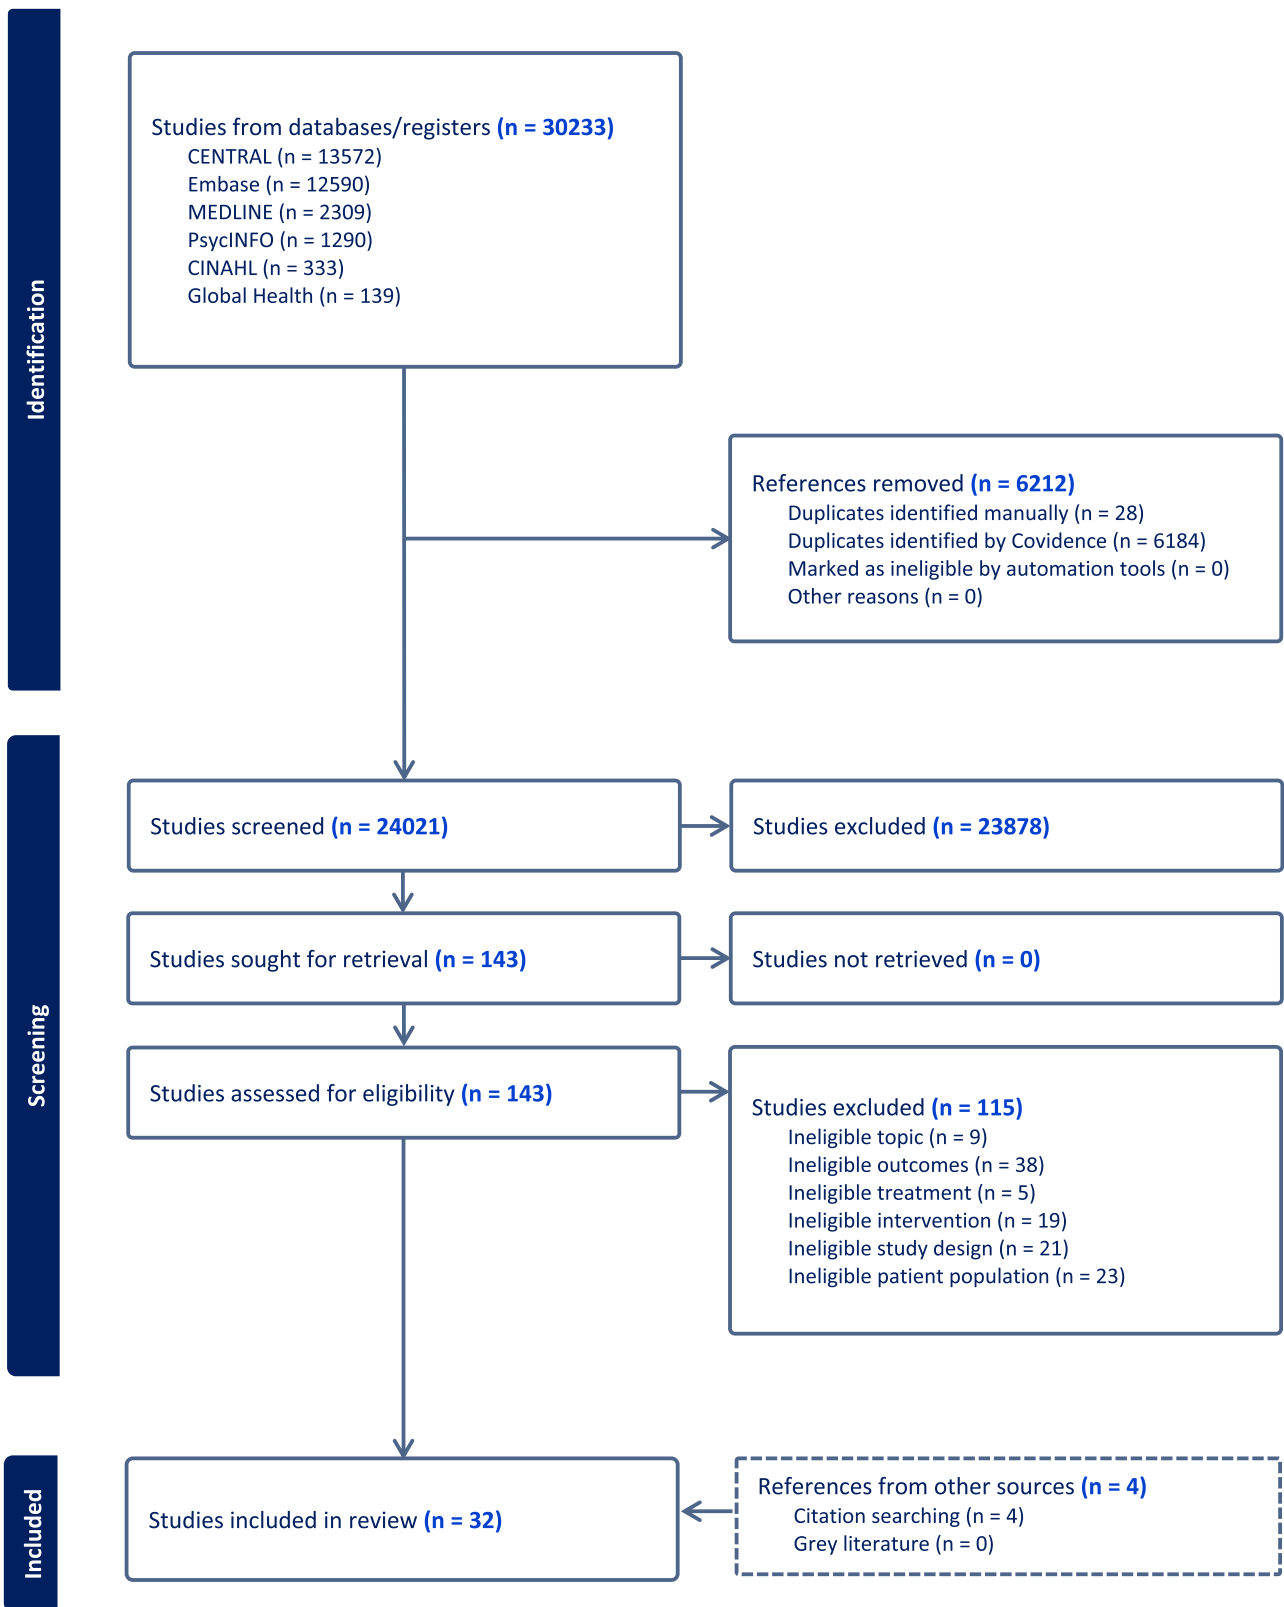 Identification
Studies from databases/registers (n = 30233)
CENTRAL (n = 13572)
Embase (n = 12590)
MEDLINE (n = 2309)
PsycINFO (n = 1290)
CINAHL (n = 333)
Global Health (n = 139)
References removed (n = 6212)
Duplicates identified manually (n = 28)
Duplicates identified by Covidence (n = 6184)
Marked as ineligible by automation tools (n = 0)
Other reasons (n = 0)
Screening
Studies screened (n = 24021)
Studies excluded (n = 23878)
Studies sought for retrieval (n = 143)
Studies not retrieved (n = 0)
Studies assessed for eligibility (n = 143)
Studies excluded (n = 115)
Ineligible topic (n = 9)
Ineligible outcomes (n = 38)
Ineligible treatment (n = 5)
Ineligible intervention (n = 19)
Ineligible study design (n = 21)
Ineligible patient population (n = 23)
Included
Studies included in review (n = 32)
References from other sources (n = 4)
Citation searching (n = 4)
Grey literature (n = 0)